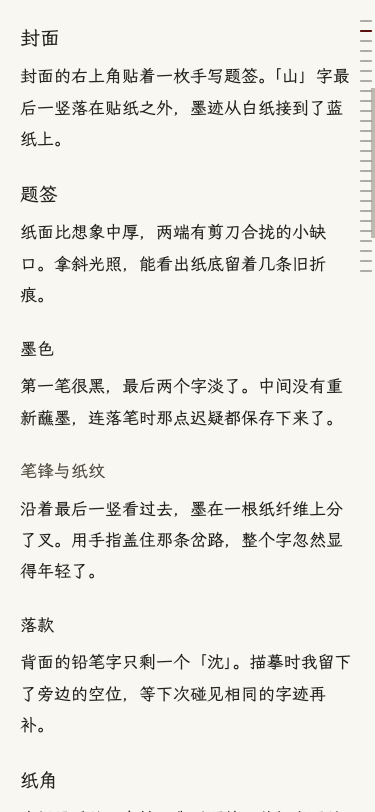 封面
封面的右上角贴着一枚手写题签。「山」字最
后一竖落在贴纸之外，墨迹从白纸接到了蓝
纸上。
题签
纸面比想象中厚，两端有剪刀合拢的小缺
口。拿斜光照，能看出纸底留着几条旧折
痕。
墨色
第一笔很黑，最后两个字淡了。中间没有重
新蘸墨，连落笔时那点迟疑都保存下来了。
笔锋与纸纹
沿着最后一竖看过去，墨在一根纸纤维上分
了叉。用手指盖住那条岔路，整个字忽然显
得年轻了。
落款
背面的铅笔字只剩一个「沈」。描摹时我留下
了旁边的空位，等下次碰见相同的字迹再
补。
纸角